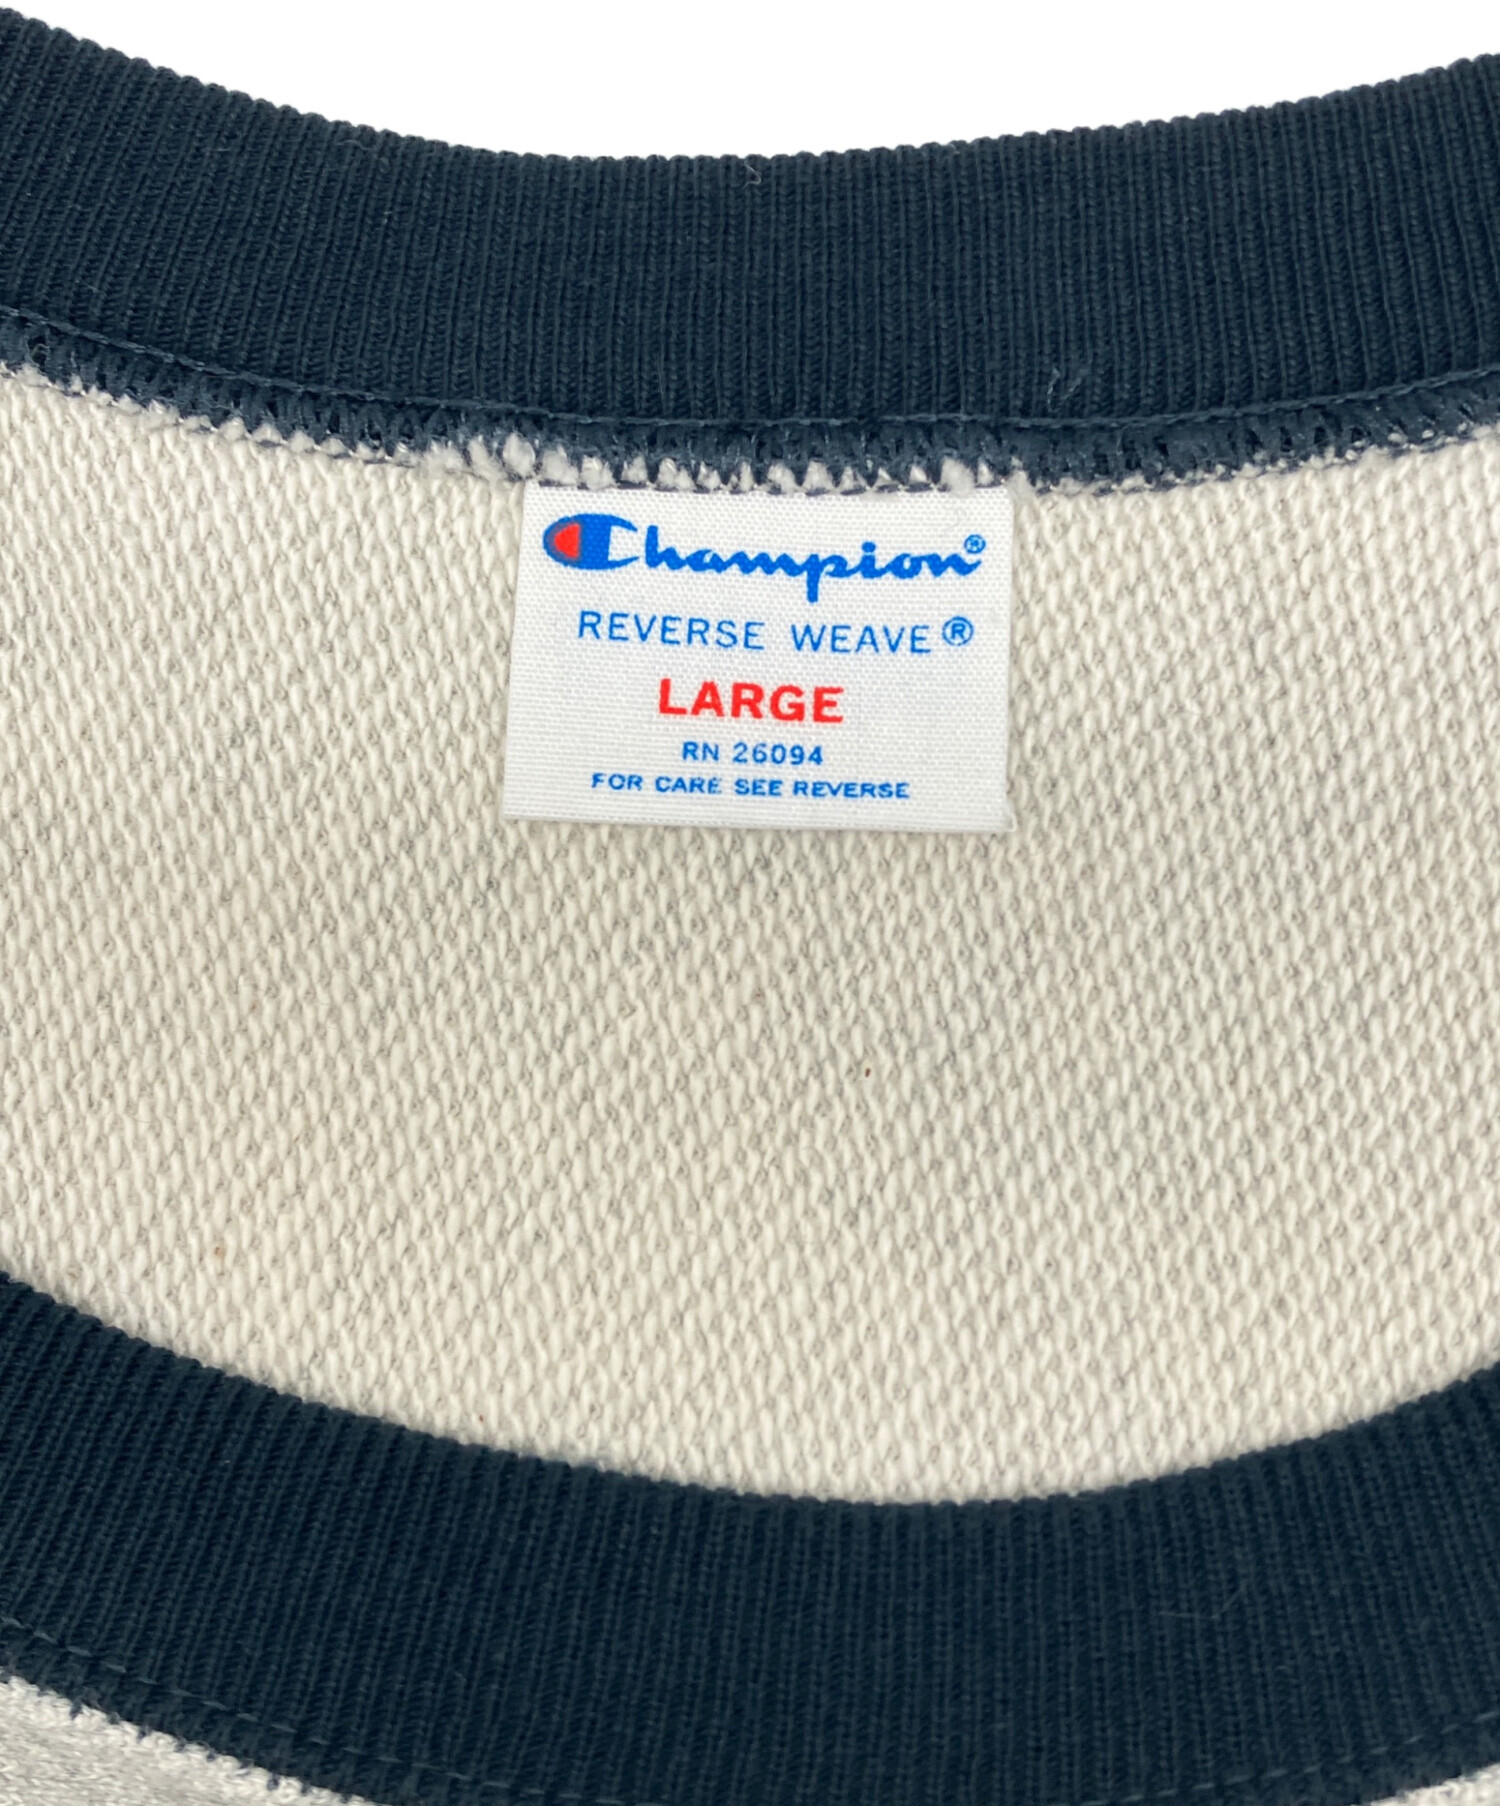 Champion®
REVERSE WEAVE®
LARGE
RN 26094
FOR CARE SEE REVERSE